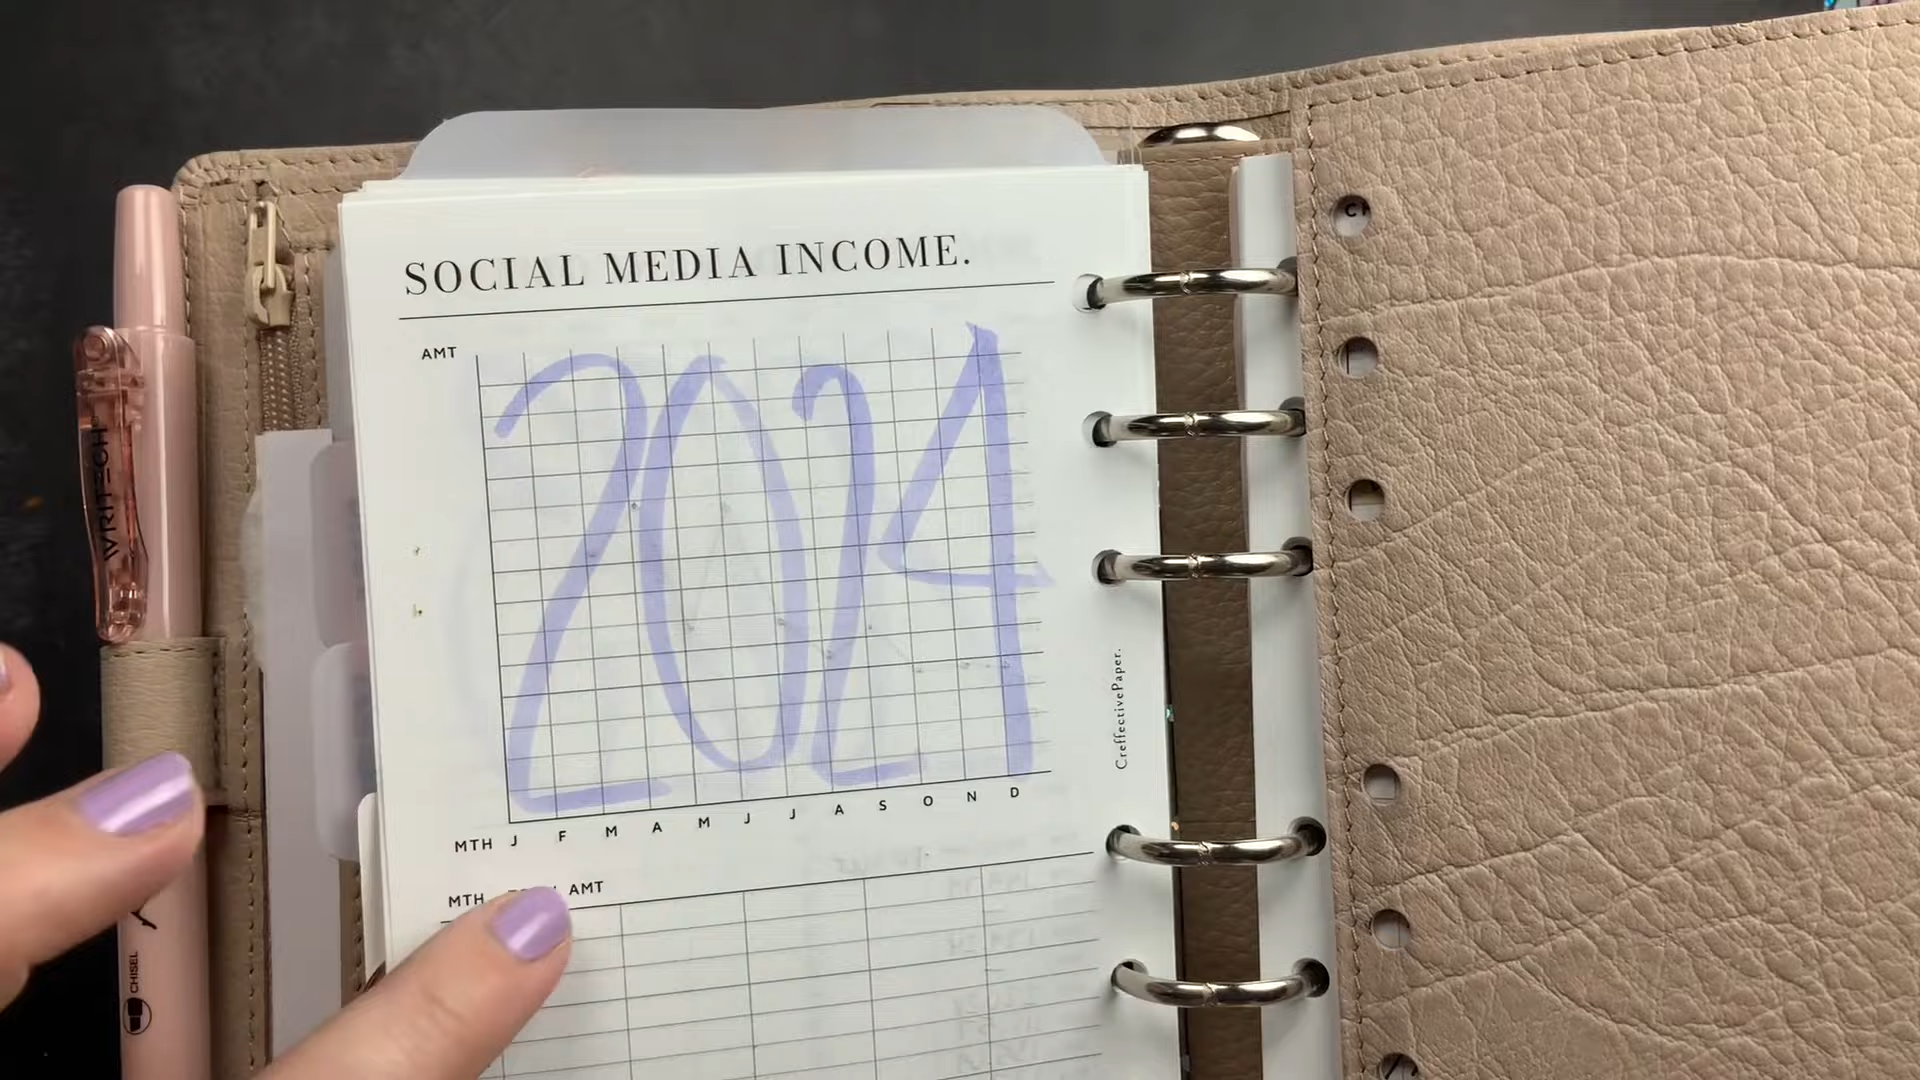 SOCIAL MEDIA INCOME.
AMT
2024
MTH J F M A M J J A S O N D
MTH AMT
CreffectivePaper.
WRITECH
CHISEL